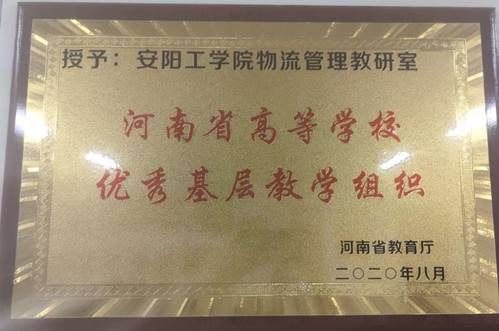 授予：安阳工学院物流管理教研室
河南省高等学校
优秀基层教学组织
河南省教育厅
二〇二〇年八月